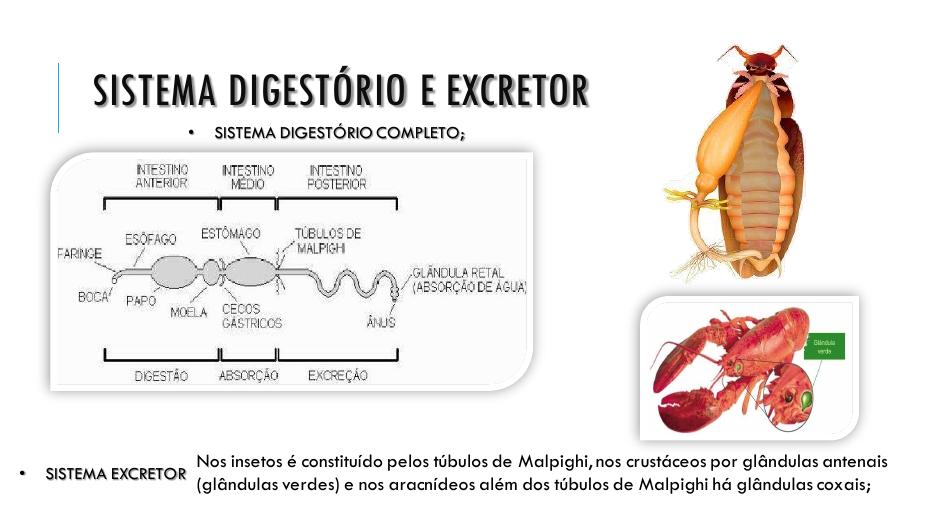 SISTEMA DIGESTÓRIO E EXCRETOR
• SISTEMA DIGESTÓRIO COMPLETO;
INTESTINO ANTERIOR
INTESTINO MÉDIO
INTESTINO POSTERIOR
FARINGE
ESÔFAGO
ESTÔMAGO
TÚBULOS DE MALPIGHI
GLÂNDULA RETAL
(ABSORÇÃO DE ÁGUA)
BOCA
PAPO
MOELA
CECOS GÁSTRICOS
ÂNUS
DIGESTÃO
ABSORÇÃO
EXCREÇÃO
Glândula
verde
• SISTEMA EXCRETOR
Nos insetos é constituído pelos túbulos de Malpighi, nos crustáceos por glândulas antenais
(glândulas verdes) e nos aracnídeos além dos túbulos de Malpighi há glândulas coxais;